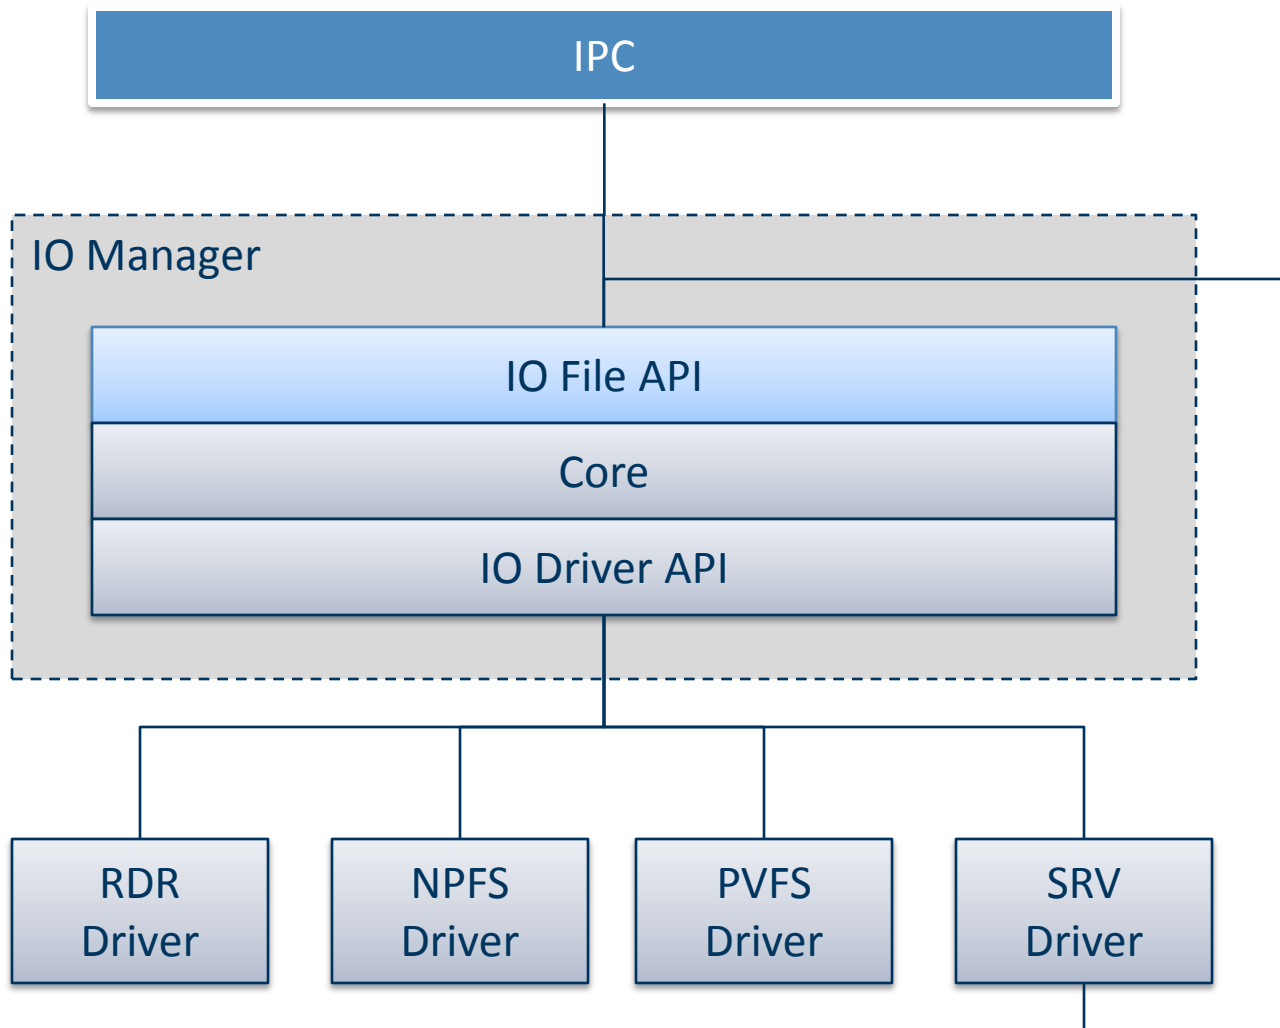 IPC
IO Manager
IO File API
Core
IO Driver API
RDR
Driver
NPFS
Driver
PVFS
Driver
SRV
Driver